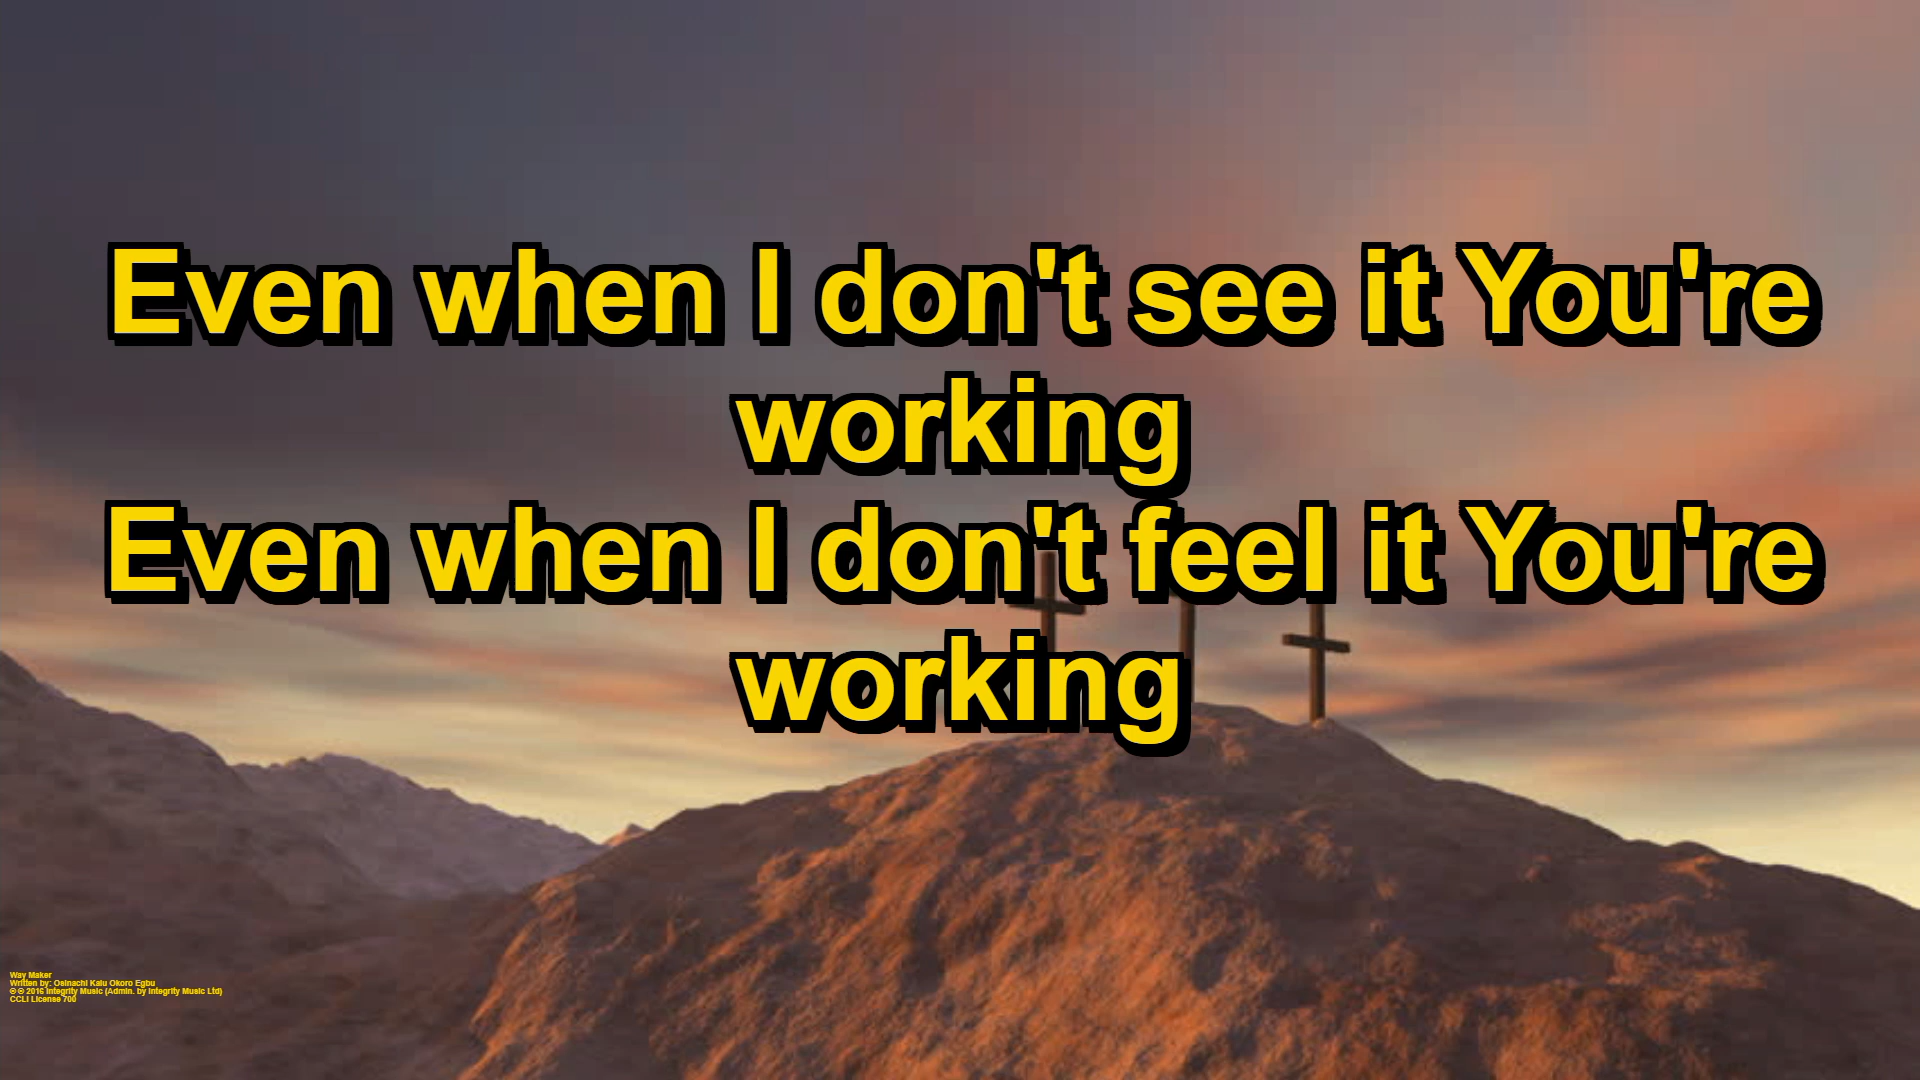 Even when I don't see it You're
working
Even when I don't feel it You're
working
Way Maker
Written by: Osinachi Kalu Okoro Egbu
© ℗ 2016 Integrity Music (Admin. by Integrity Music Ltd)
CCLI License 700